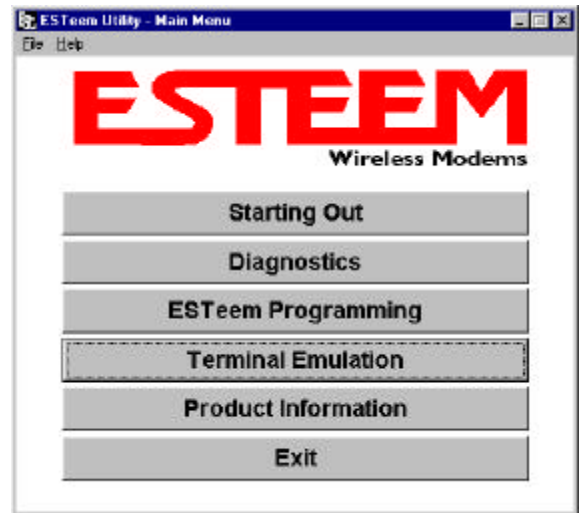 ESTeem Utility - Main Menu
File Help
ESTEEM
Wireless Modems
Starting Out
Diagnostics
ESTeem Programming
Terminal Emulation
Product Information
Exit